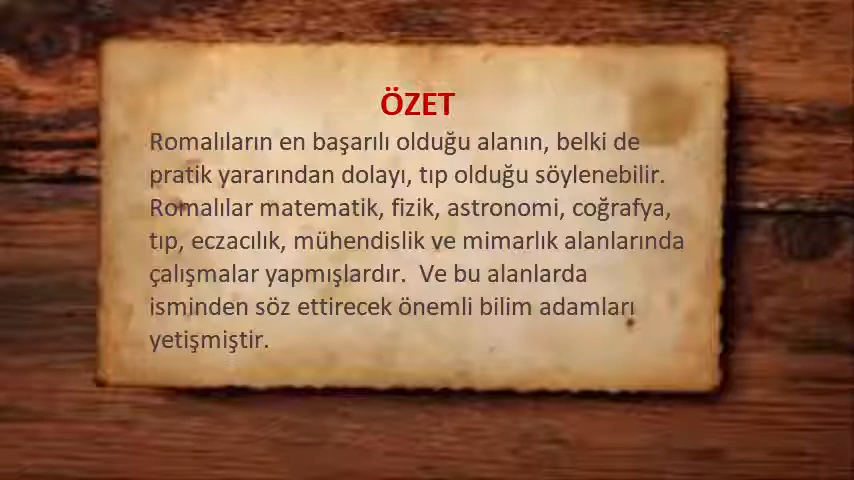 ÖZET
Romalıların en başarılı olduğu alanın, belki de
pratik yararından dolayı, tıp olduğu söylenebilir.
Romalılar matematik, fizik, astronomi, coğrafya,
tıp, eczacılık, mühendislik ve mimarlık alanlarında
çalışmalar yapmışlardır.  Ve bu alanlarda
isminden söz ettirecek önemli bilim adamları
yetişmiştir.